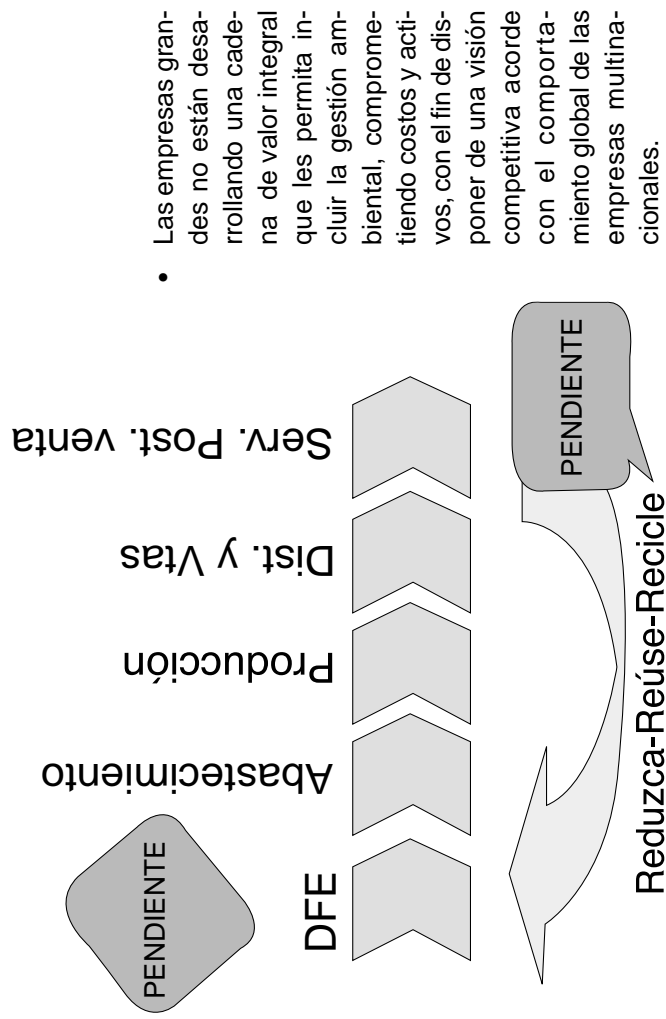 PENDIENTE
DFE
Abastecimiento
Producción
Dist. y Vtas
Serv. Post. venta
PENDIENTE
Reduzca-Reúse-Recicle
• Las empresas gran-
des no están desa-
rrollando una cade-
na de valor integral
que les permita in-
cluir la gestión am-
biental, comprome-
tiendo costos y acti-
vos, con el fin de dis-
poner de una visión
competitiva acorde
con el comporta-
miento global de las
empresas multina-
cionales.